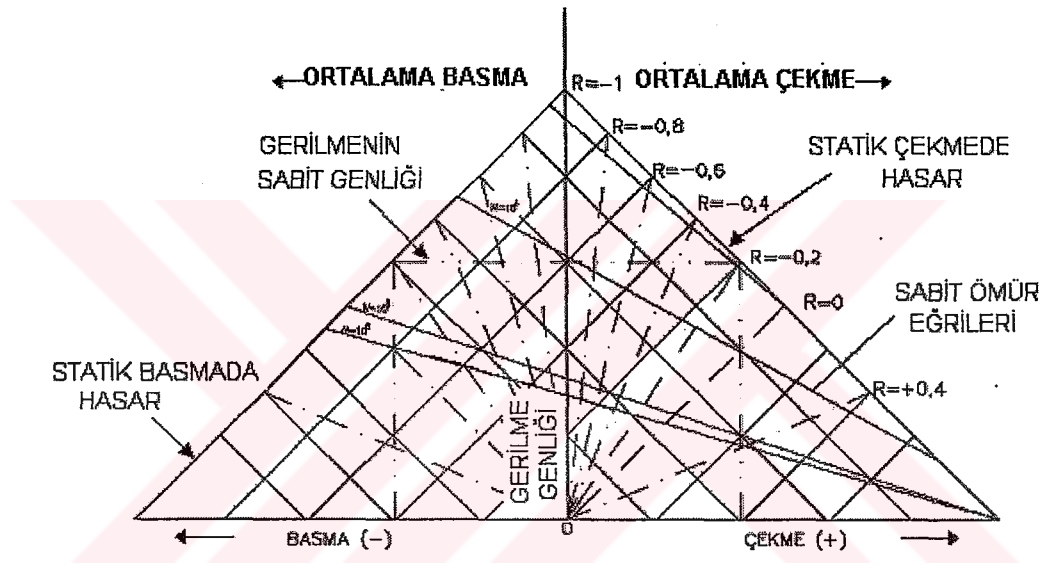 ORTALAMA BASMA
R=-1
ORTALAMA ÇEKME
R=-0,8
GERİLMENİN
SABİT GENLİĞİ
STATİK ÇEKMEDE
HASAR
R=-0,6
R=-0,4
R=-0,2
SABİT ÖMÜR
EĞRİLERİ
R=0
STATİK BASMADA
HASAR
R=+0,4
GERİLME
GENLİĞİ
BASMA (-)
0
ÇEKME (+)